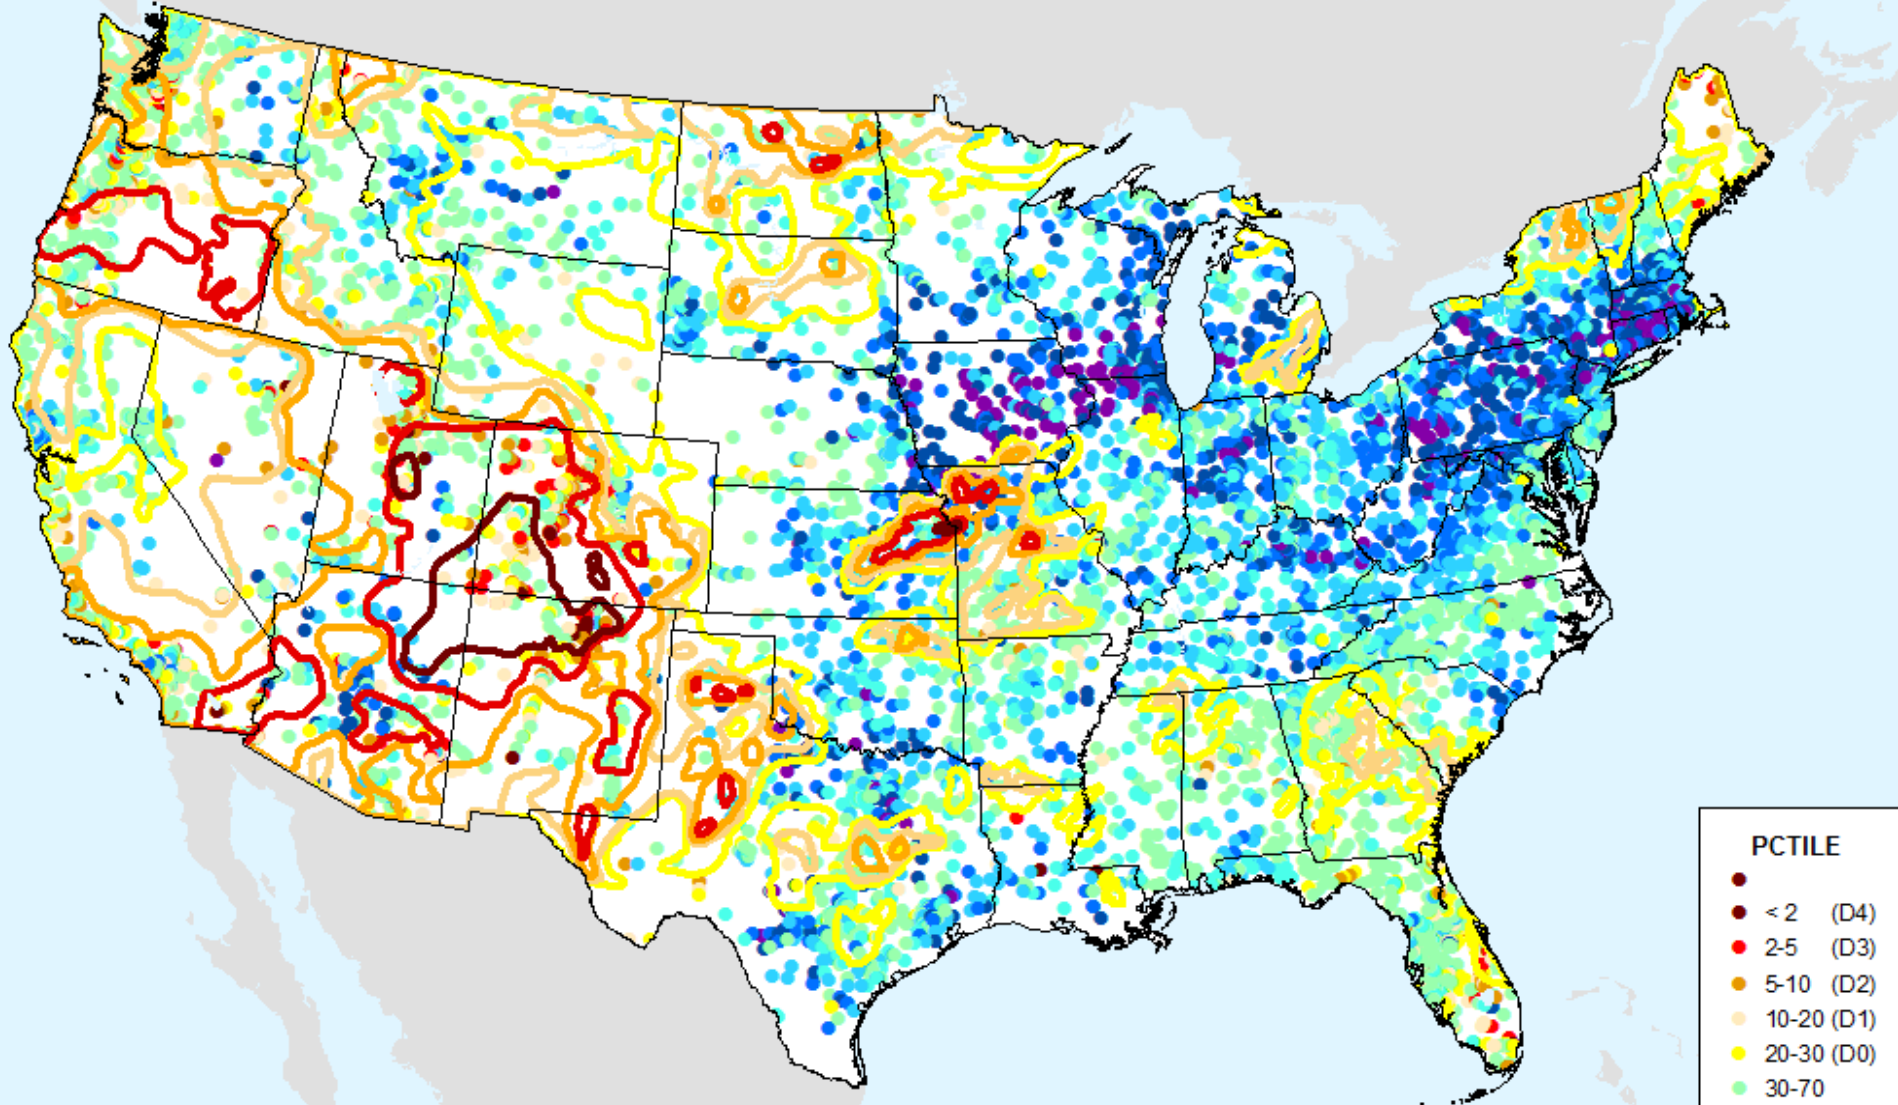 PCTILE
< 2 (D4)
2-5 (D3)
5-10 (D2)
10-20 (D1)
20-30 (D0)
30-70